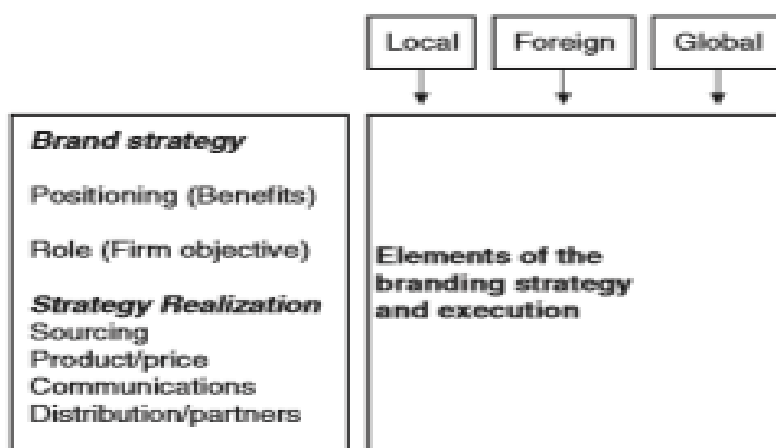 Local
Foreign
Global
Brand strategy
Positioning (Benefits)
Role (Firm objective)
Strategy Realization
Sourcing
Product/price
Communications
Distribution/partners
Elements of the
branding strategy
and execution